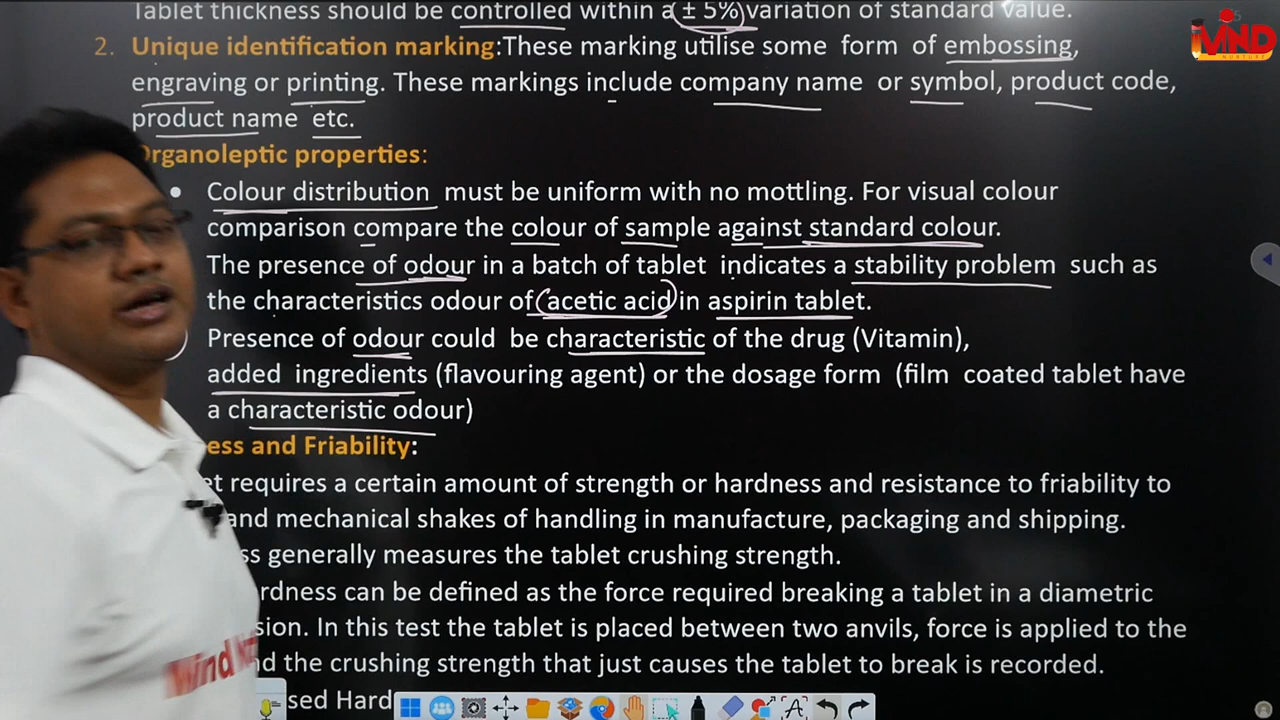 Tablet thickness should be controlled within a ± 5% variation of standard value.
2. Unique identification marking:These marking utilise some form of embossing,
engraving or printing. These markings include company name or symbol, product code,
product name etc.
Organoleptic properties:
• Colour distribution must be uniform with no mottling. For visual colour
comparison compare the colour of sample against standard colour.
The presence of odour in a batch of tablet indicates a stability problem such as
the characteristics odour of (acetic acid) in aspirin tablet.
Presence of odour could be characteristic of the drug (Vitamin),
added ingredients (flavouring agent) or the dosage form (film coated tablet have
a characteristic odour)
ess and Friability:
et requires a certain amount of strength or hardness and resistance to friability to
and mechanical shakes of handling in manufacture, packaging and shipping.
ss generally measures the tablet crushing strength.
rdness can be defined as the force required breaking a tablet in a diametric
sion. In this test the tablet is placed between two anvils, force is applied to the
nd the crushing strength that just causes the tablet to break is recorded.
sed Hard
MIND
NURTURE
Mind